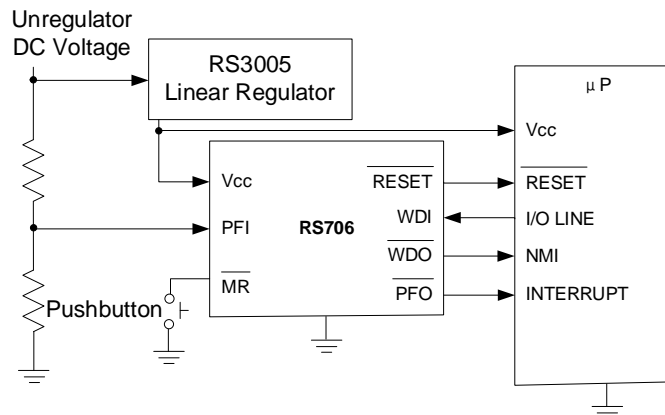 Unregulator
DC Voltage
RS3005
Linear Regulator
μP
Vcc
Vcc
RESET
RESET
PFI
RS706
WDI
I/O LINE
WDO
NMI
MR
PFO
INTERRUPT
Pushbutton